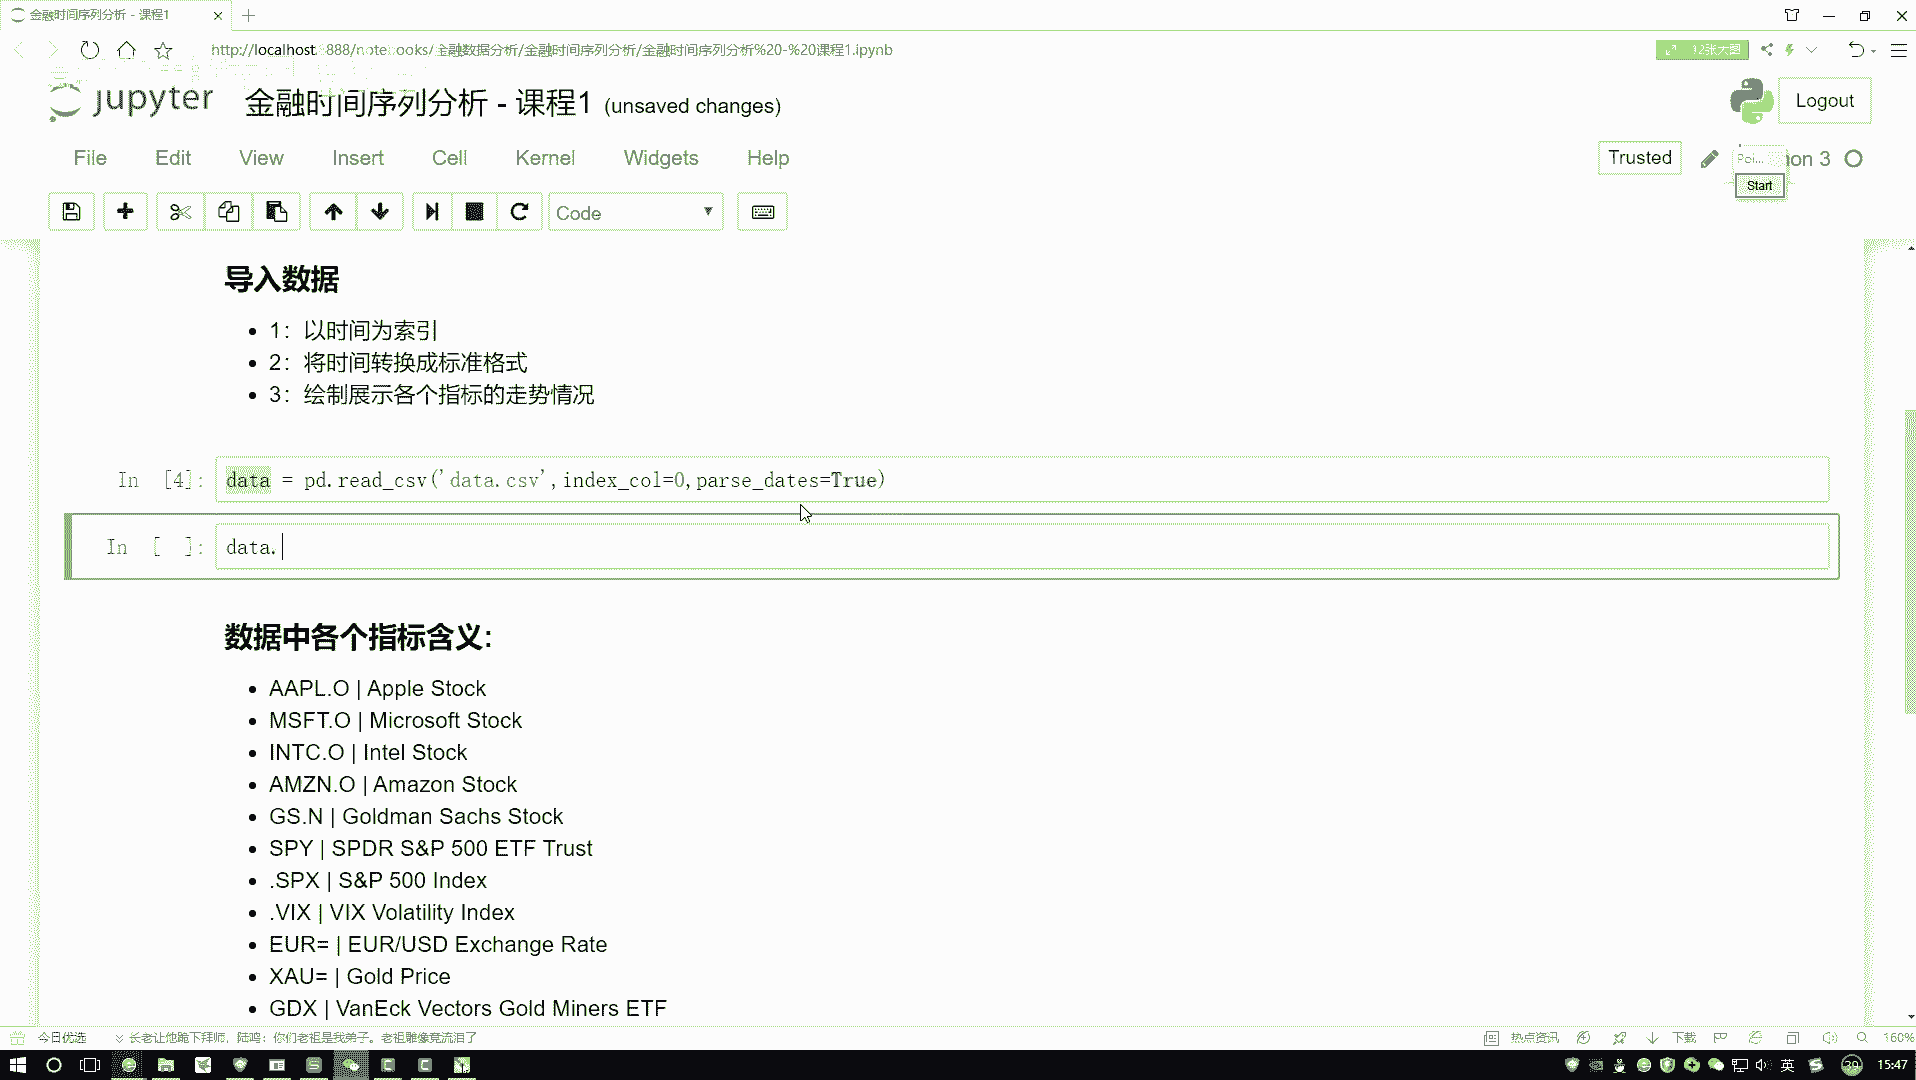 金融时间序列分析 - 课程1
http://localhost:8888/notebooks/金融数据分析/金融时间序列分析/金融时间序列分析%20-%20课程1.ipynb
12张大图
jupyter 金融时间序列分析 - 课程1 (unsaved changes)
Logout
File Edit View Insert Cell Kernel Widgets Help
Trusted
hon 3
Poi...
Start
Code
导入数据
1：以时间为索引
2：将时间转换成标准格式
3：绘制展示各个指标的走势情况
In [4]: data = pd.read_csv('data.csv',index_col=0,parse_dates=True)
In [ ]: data.
数据中各个指标含义:
AAPL.O | Apple Stock
MSFT.O | Microsoft Stock
INTC.O | Intel Stock
AMZN.O | Amazon Stock
GS.N | Goldman Sachs Stock
SPY | SPDR S&P 500 ETF Trust
.SPX | S&P 500 Index
.VIX | VIX Volatility Index
EUR= | EUR/USD Exchange Rate
XAU= | Gold Price
GDX | VanEck Vectors Gold Miners ETF
今日优选 长老让他跪下拜师，陆鸣：你们老祖是我弟子。老祖雕像竟流泪了
热点资讯 下载 160%
英 39 15:47